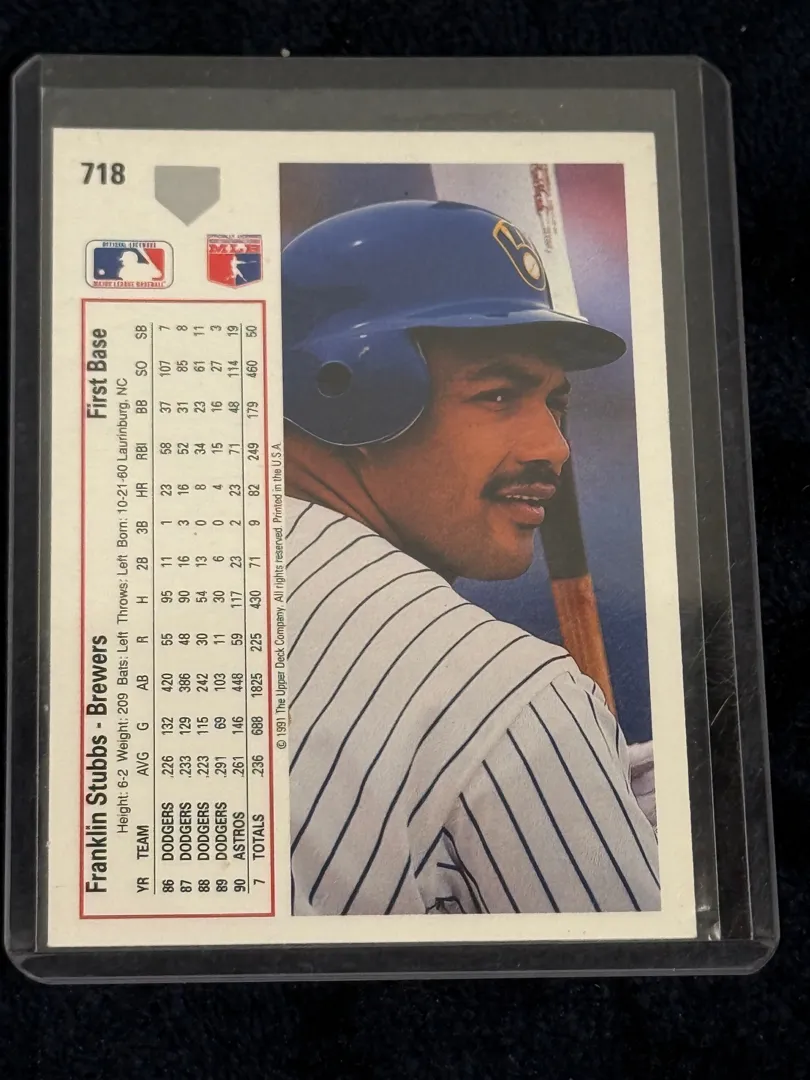 718
OFFICIAL LICENSEE
MAJOR LEAGUE BASEBALL
MLB
Franklin Stubbs - Brewers First Base
Height: 6-2 Weight: 209 Bats: Left Throws: Left Born: 10-21-60 Laurinburg, NC
YR TEAM AVG G AB R H 2B 3B HR RBI BB SO SB
86 DODGERS .226 132 420 55 95 11 1 23 58 37 107 7
87 DODGERS .233 129 386 48 90 16 3 16 52 31 85 8
88 DODGERS .223 115 242 30 54 13 0 8 34 23 61 11
89 DODGERS .291 69 103 11 30 6 0 4 15 16 27 3
90 ASTROS .261 146 448 59 117 23 2 23 71 48 114 19
7 TOTALS .236 688 1825 225 430 71 9 82 249 179 460 50
© 1991 The Upper Deck Company. All rights reserved. Printed in the U.S.A.